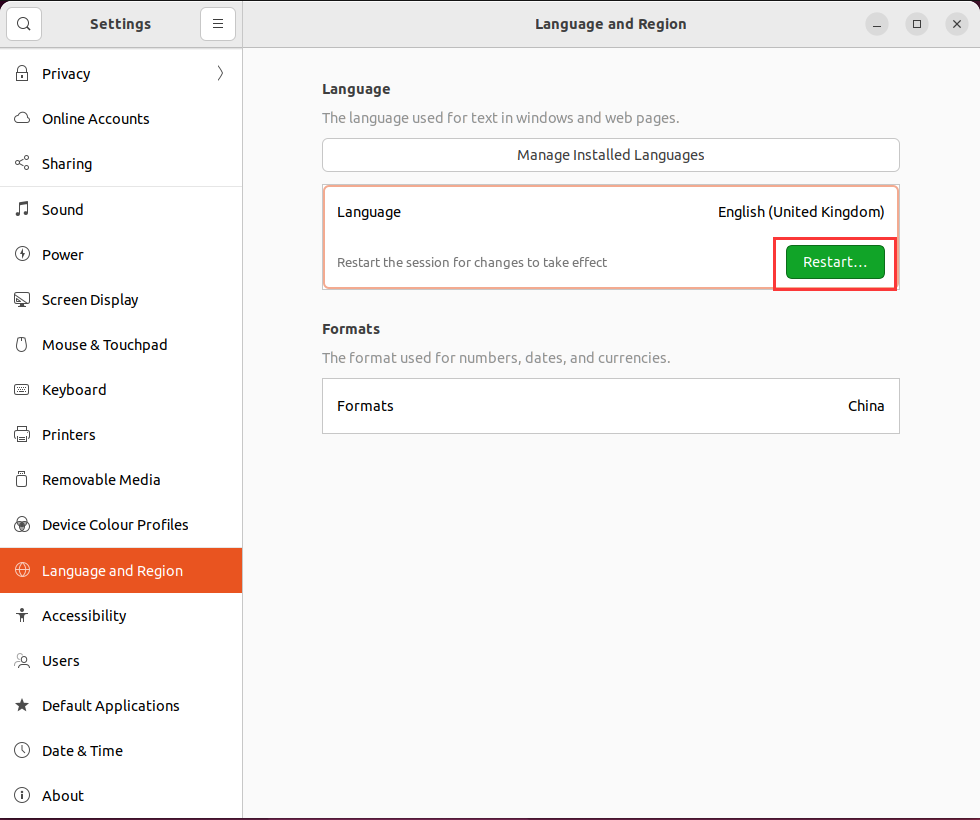 Settings
Language and Region
Privacy
Online Accounts
Sharing
Sound
Power
Screen Display
Mouse & Touchpad
Keyboard
Printers
Removable Media
Device Colour Profiles
Language and Region
Accessibility
Users
Default Applications
Date & Time
About
Language
The language used for text in windows and web pages.
Manage Installed Languages
Language English (United Kingdom)
Restart the session for changes to take effect Restart...
Formats
The format used for numbers, dates, and currencies.
Formats China